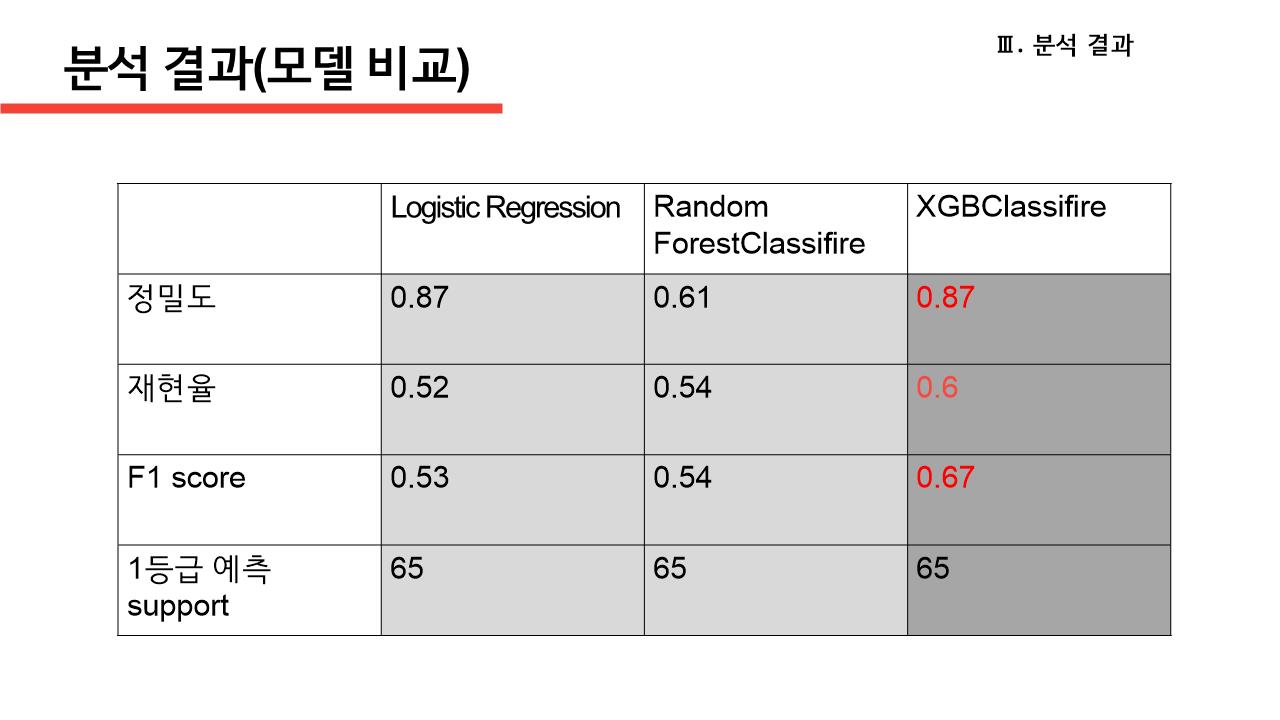 분석 결과(모델 비교)
Ⅲ. 분석 결과
Logistic Regression
Random
ForestClassifire
XGBClassifire
정밀도
0.87
0.61
0.87
재현율
0.52
0.54
0.6
F1 score
0.53
0.54
0.67
1등급 예측
support
65
65
65